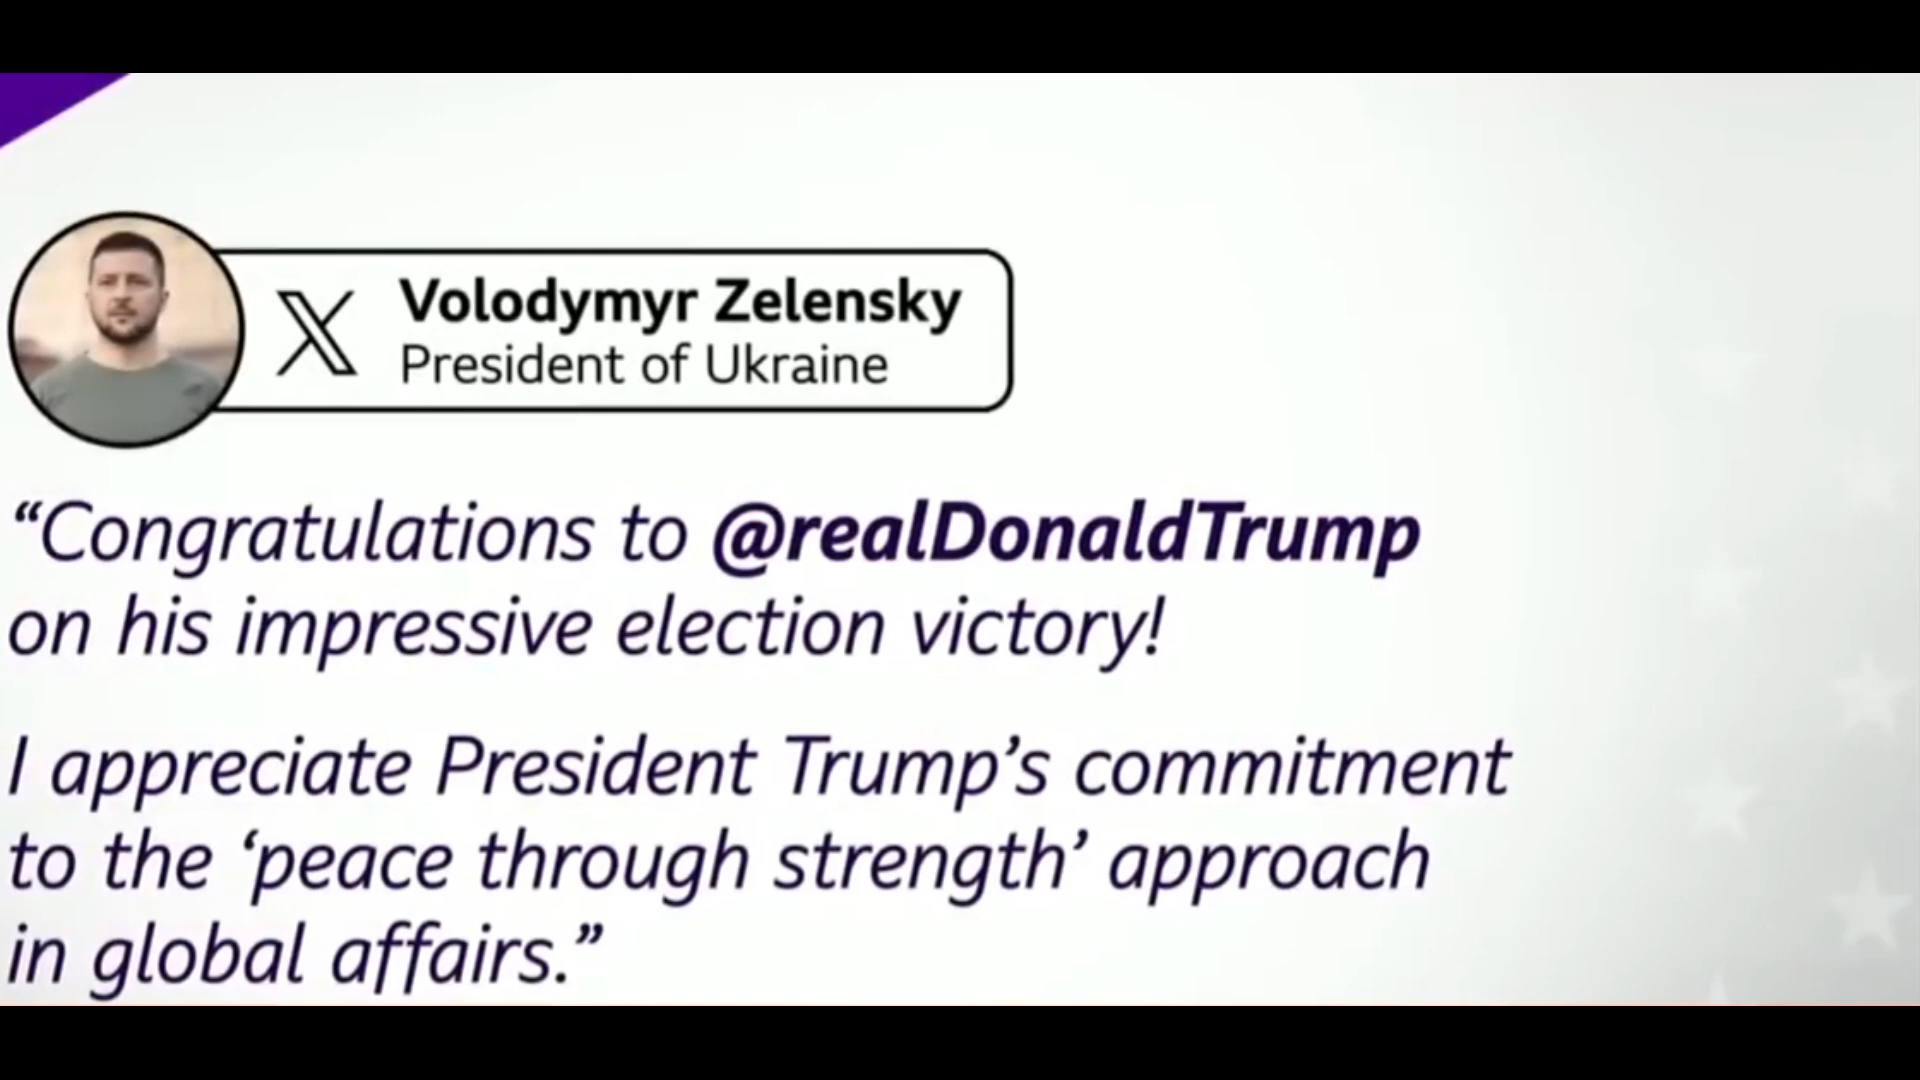 Volodymyr Zelensky
President of Ukraine
“Congratulations to @realDonaldTrump
on his impressive election victory!
I appreciate President Trump’s commitment
to the ‘peace through strength’ approach
in global affairs.”